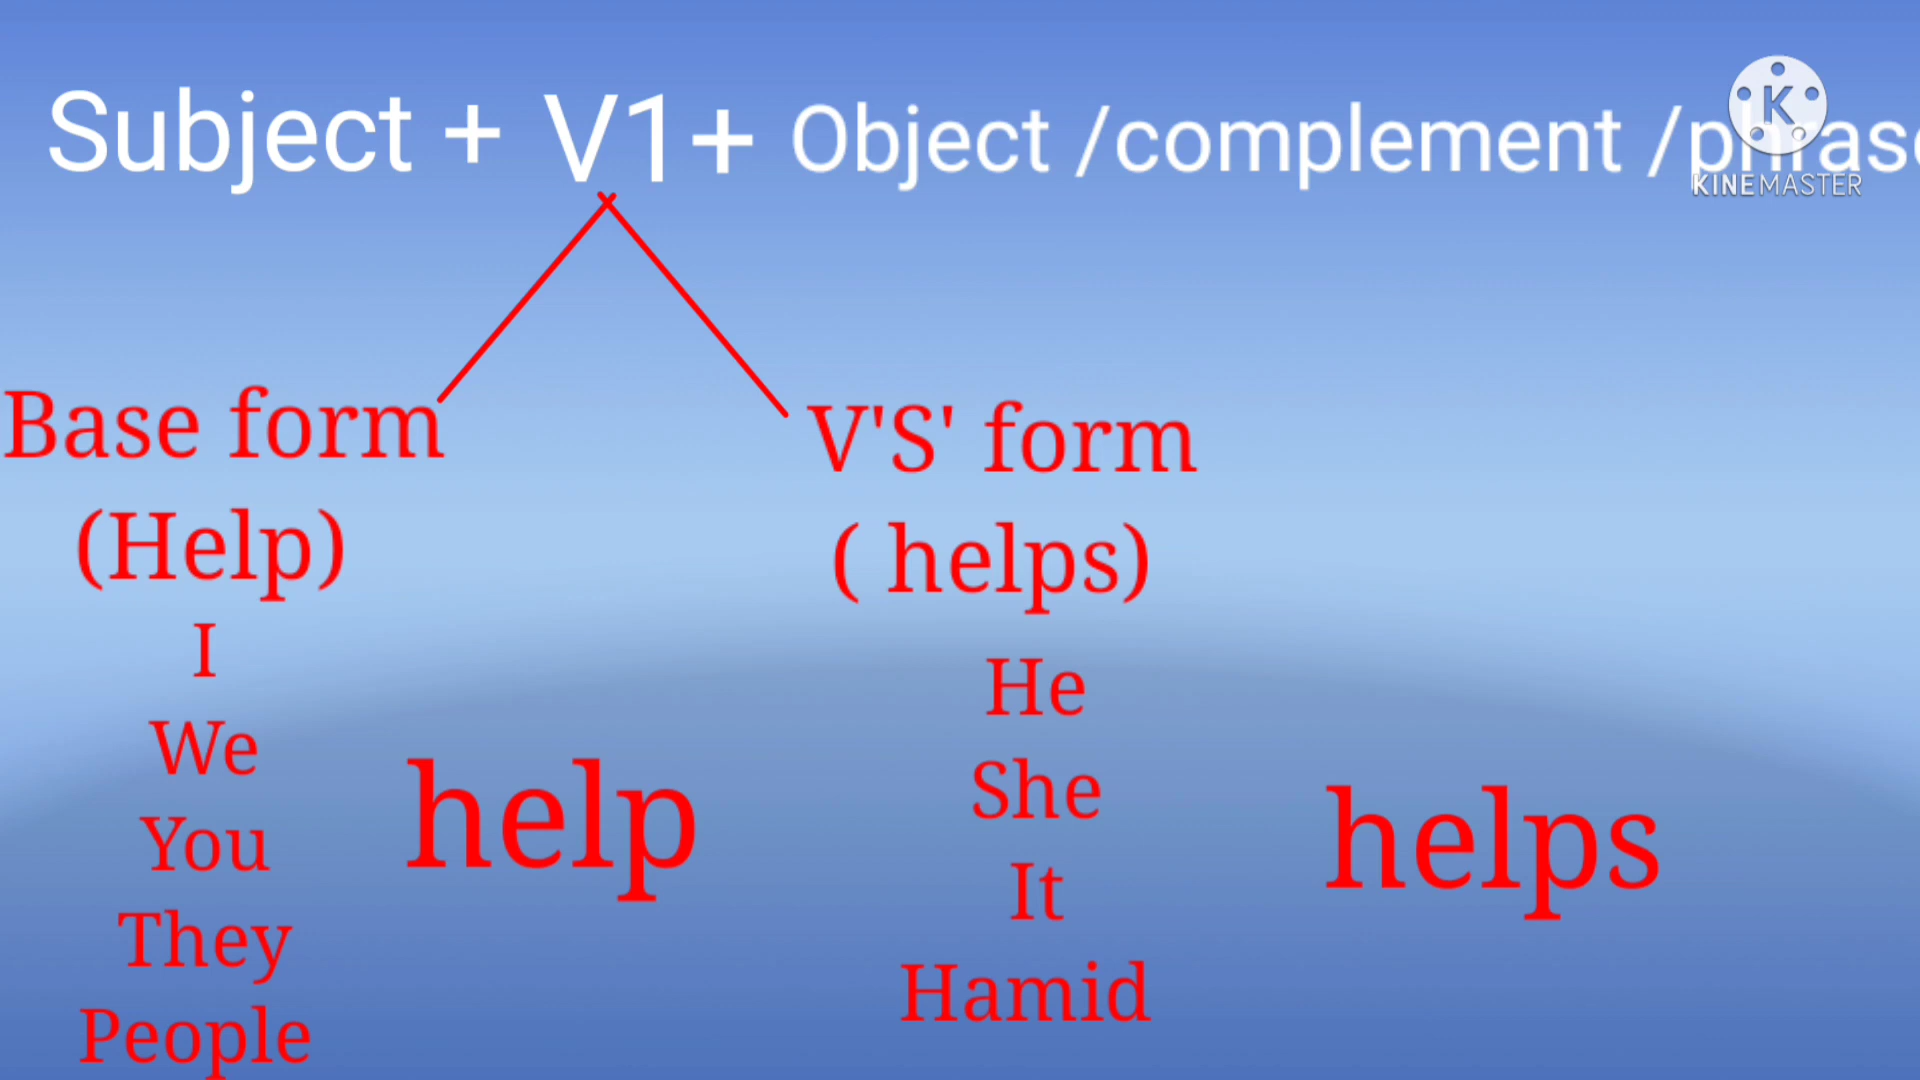 Subject + V1+ Object /complement /phrase
KINEMASTER
Base form
(Help)
I
We
You
They
People
help
V'S' form
( helps)
He
She
It
Hamid
helps